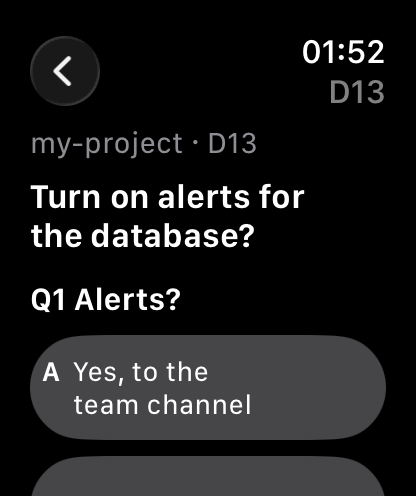 01:52
D13
my-project · D13
Turn on alerts for
the database?
Q1 Alerts?
A Yes, to the
team channel